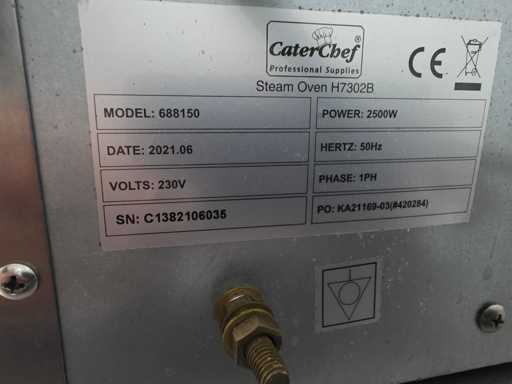 CaterChef®
Professional Supplies
CE
Steam Oven H7302B
MODEL: 688150
POWER: 2500W
DATE: 2021.06
HERTZ: 50Hz
VOLTS: 230V
PHASE: 1PH
SN: C1382106035
PO: KA21169-03(#420284)